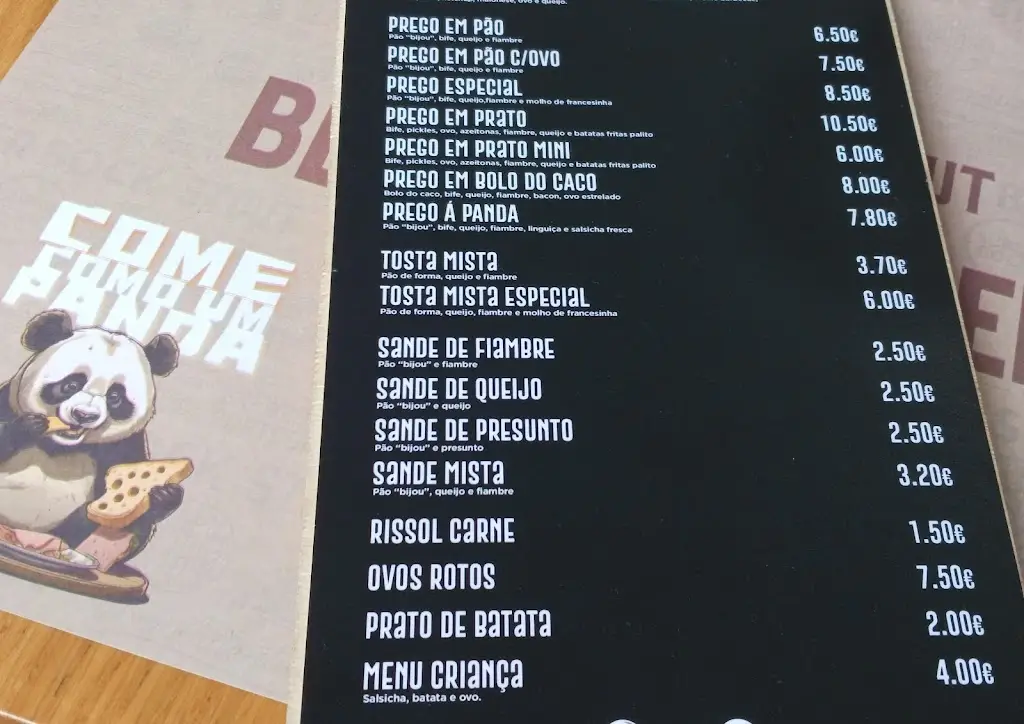 PREGO EM PÃO 6.50€
Pão "bijou", bife, queijo e fiambre
PREGO EM PÃO C/OVO 7.50€
Pão "bijou", bife, queijo e fiambre
PREGO ESPECIAL 8.50€
Pão "bijou", bife, queijo,fiambre e molho de francesinha
PREGO EM PRATO 10.50€
Bife, pickles, ovo, azeitonas, fiambre, queijo e batatas fritas palito
PREGO EM PRATO MINI 6.00€
Bife, pickles, ovo, azeitonas, fiambre, queijo e batatas fritas palito
PREGO EM BOLO DO CACO 8.00€
Bolo do caco, bife, queijo, fiambre, bacon, ovo estrelado
PREGO Á PANDA 7.80€
Pão "bijou", bife, queijo, fiambre, linguiça e salsicha fresca
TOSTA MISTA 3.70€
Pão de forma, queijo e fiambre
TOSTA MISTA ESPECIAL 6.00€
Pão de forma, queijo, fiambre e molho de francesinha
SANDE DE FIAMBRE 2.50€
Pão "bijou" e fiambre
SANDE DE QUEIJO 2.50€
Pão "bijou" e queijo
SANDE DE PRESUNTO 2.50€
Pão "bijou" e presunto
SANDE MISTA 3.20€
Pão "bijou", queijo e fiambre
RISSOL CARNE 1.50€
OVOS ROTOS 7.50€
PRATO DE BATATA 2.00€
MENU CRIANÇA 4.00€
Salsicha, batata e ovo.
COME
COMO UM
PANDA